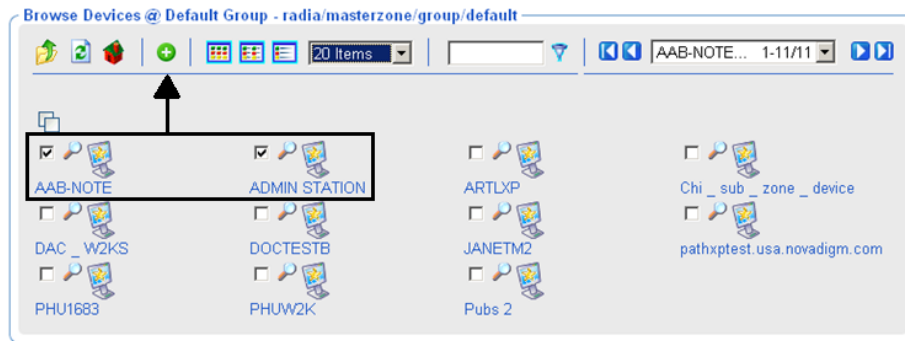 Browse Devices @ Default Group - radia/masterzone/group/default
20 Items AAB-NOTE... 1-11/11
AAB-NOTE ADMIN STATION ARTLXP Chi _ sub _ zone _ device
DAC _ W2KS DOCTESTB JANETM2 pathxptest.usa.novadigm.com
PHU1683 PHUW2K Pubs 2